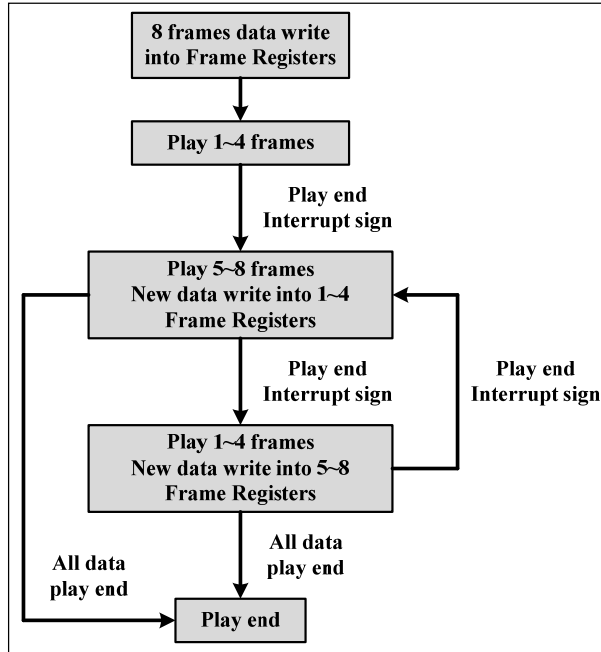 8 frames data write
into Frame Registers
Play 1~4 frames
Play end
Interrupt sign
Play 5~8 frames
New data write into 1~4
Frame Registers
Play end
Interrupt sign
Play end
Interrupt sign
Play 1~4 frames
New data write into 5~8
Frame Registers
All data
play end
All data
play end
Play end